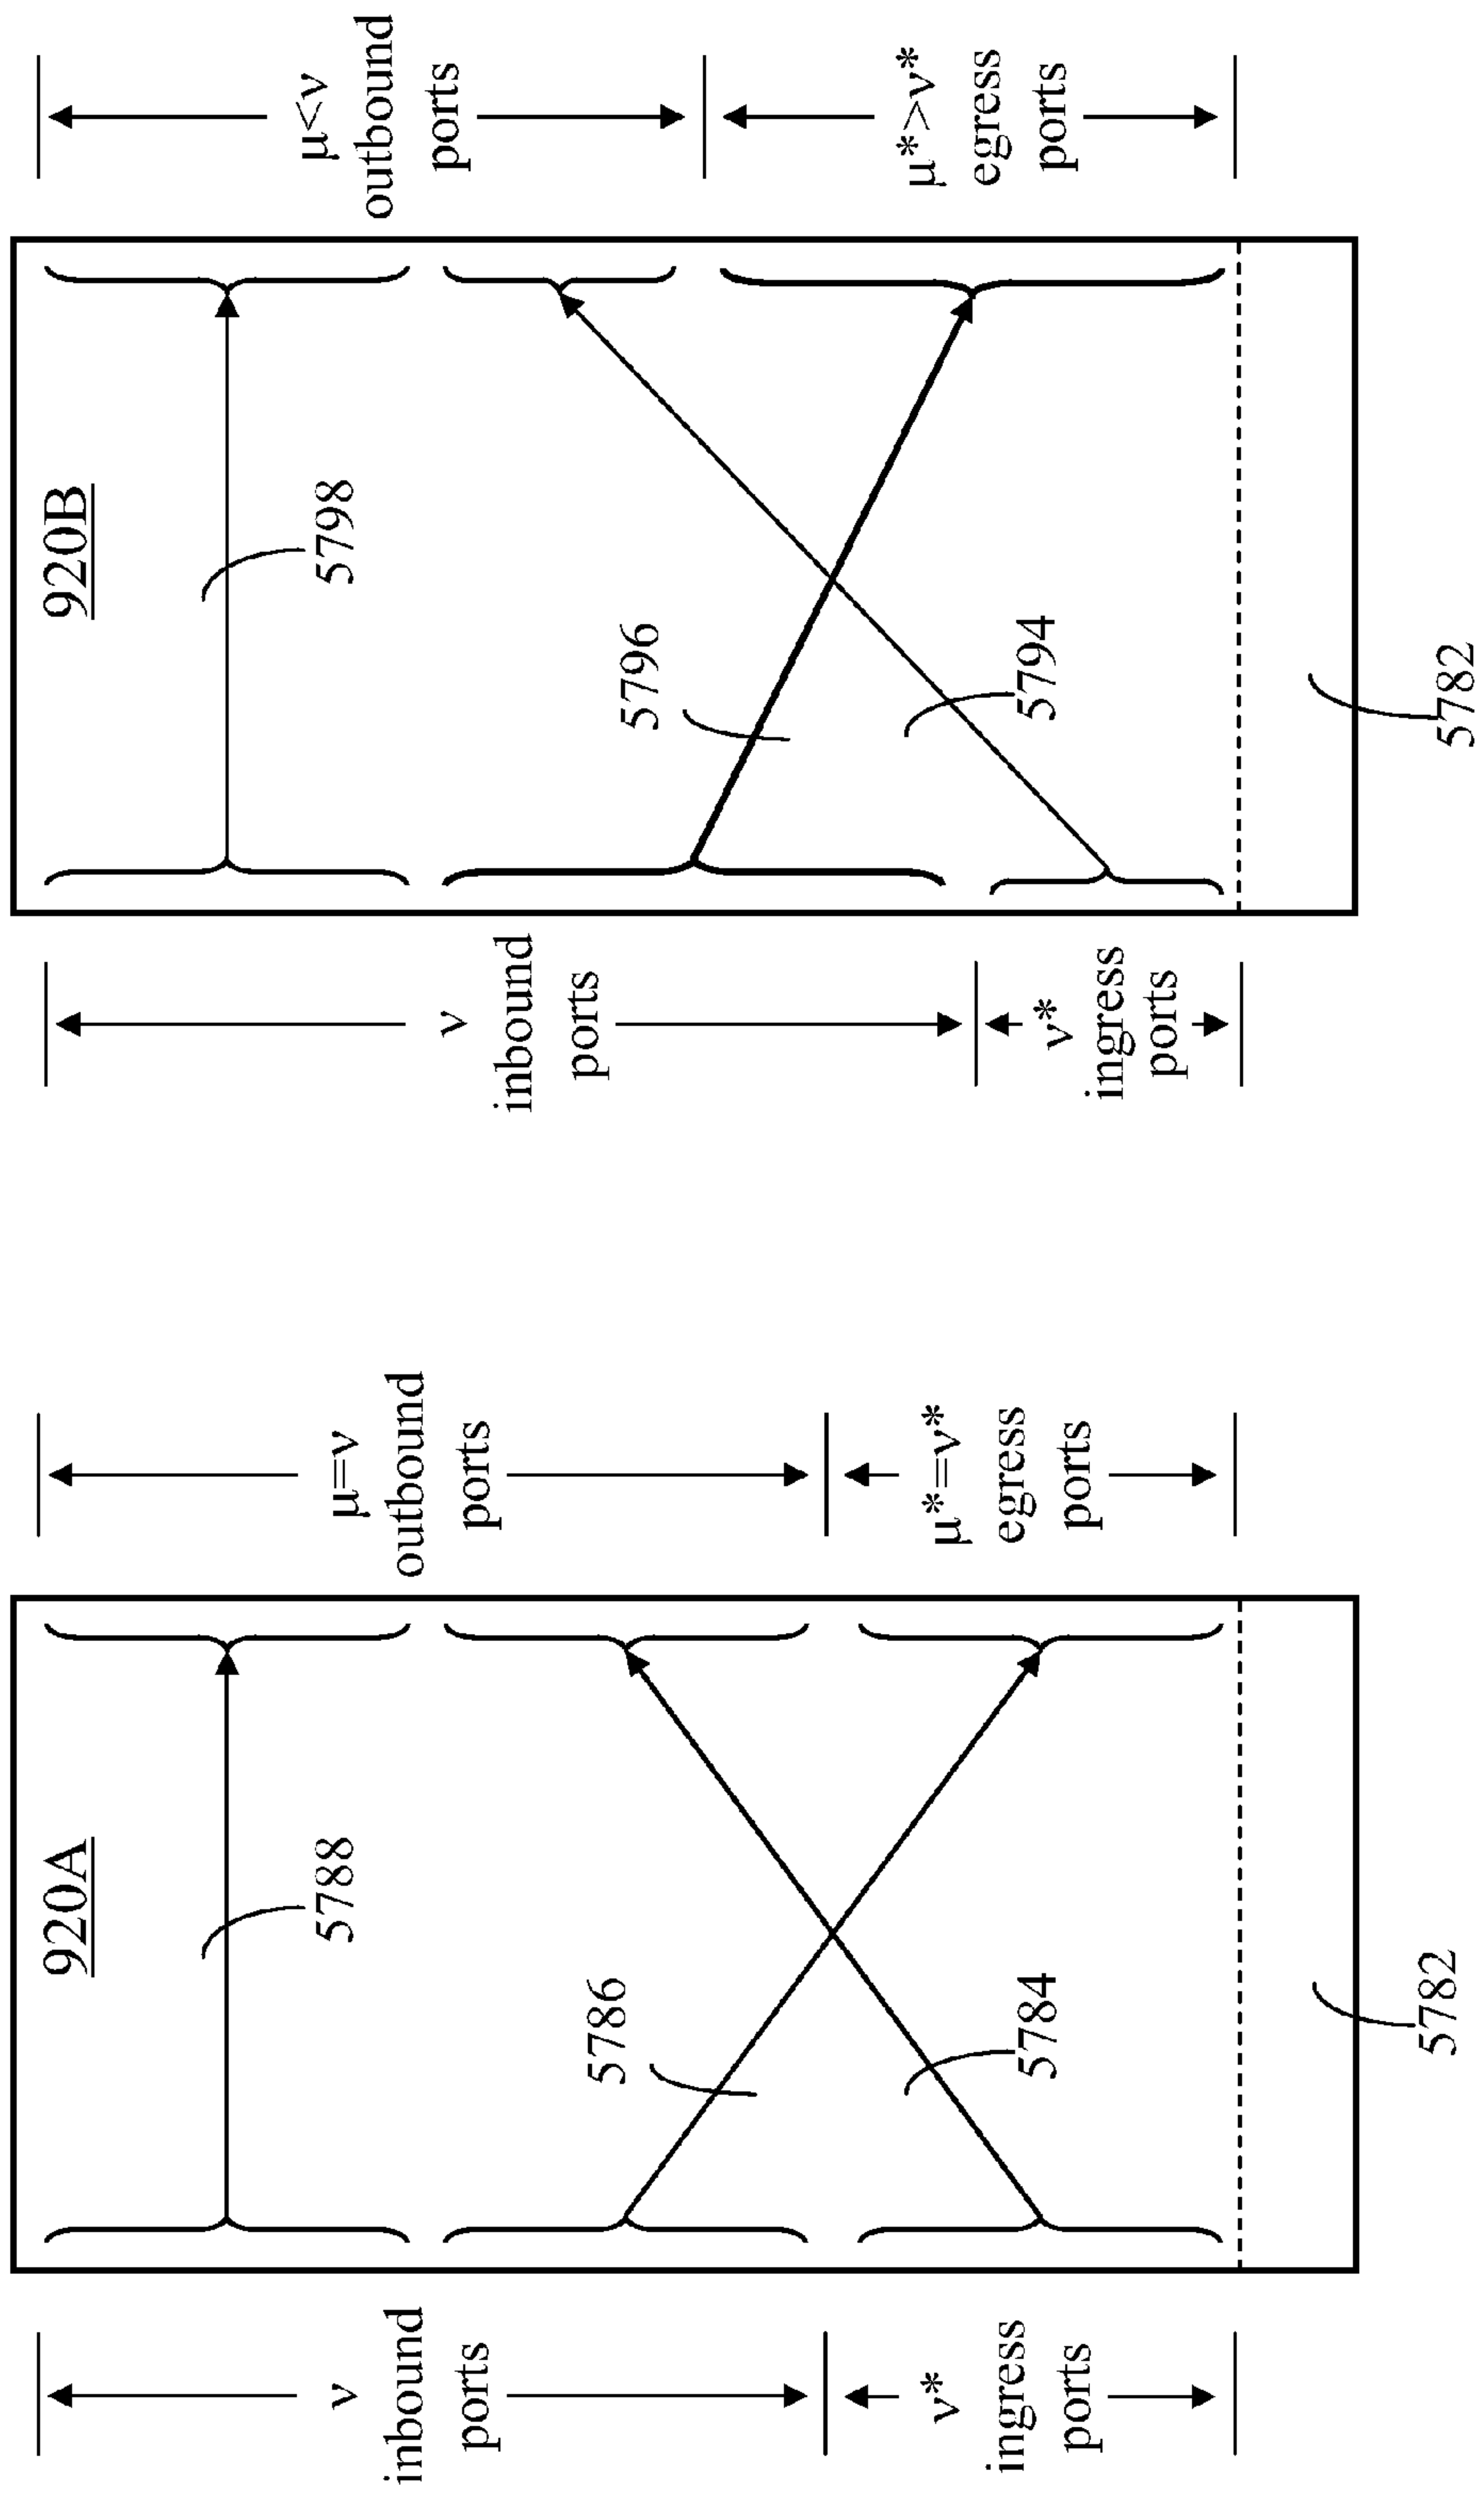 920A
ν
inbound
ports
ν*
ingress
ports
5788
5786
5784
5782
μ=ν
outbound
ports
μ*=ν*
egress
ports
920B
ν
inbound
ports
ν*
ingress
ports
5798
5796
5794
5782
μ<ν
outbound
ports
μ*>ν*
egress
ports